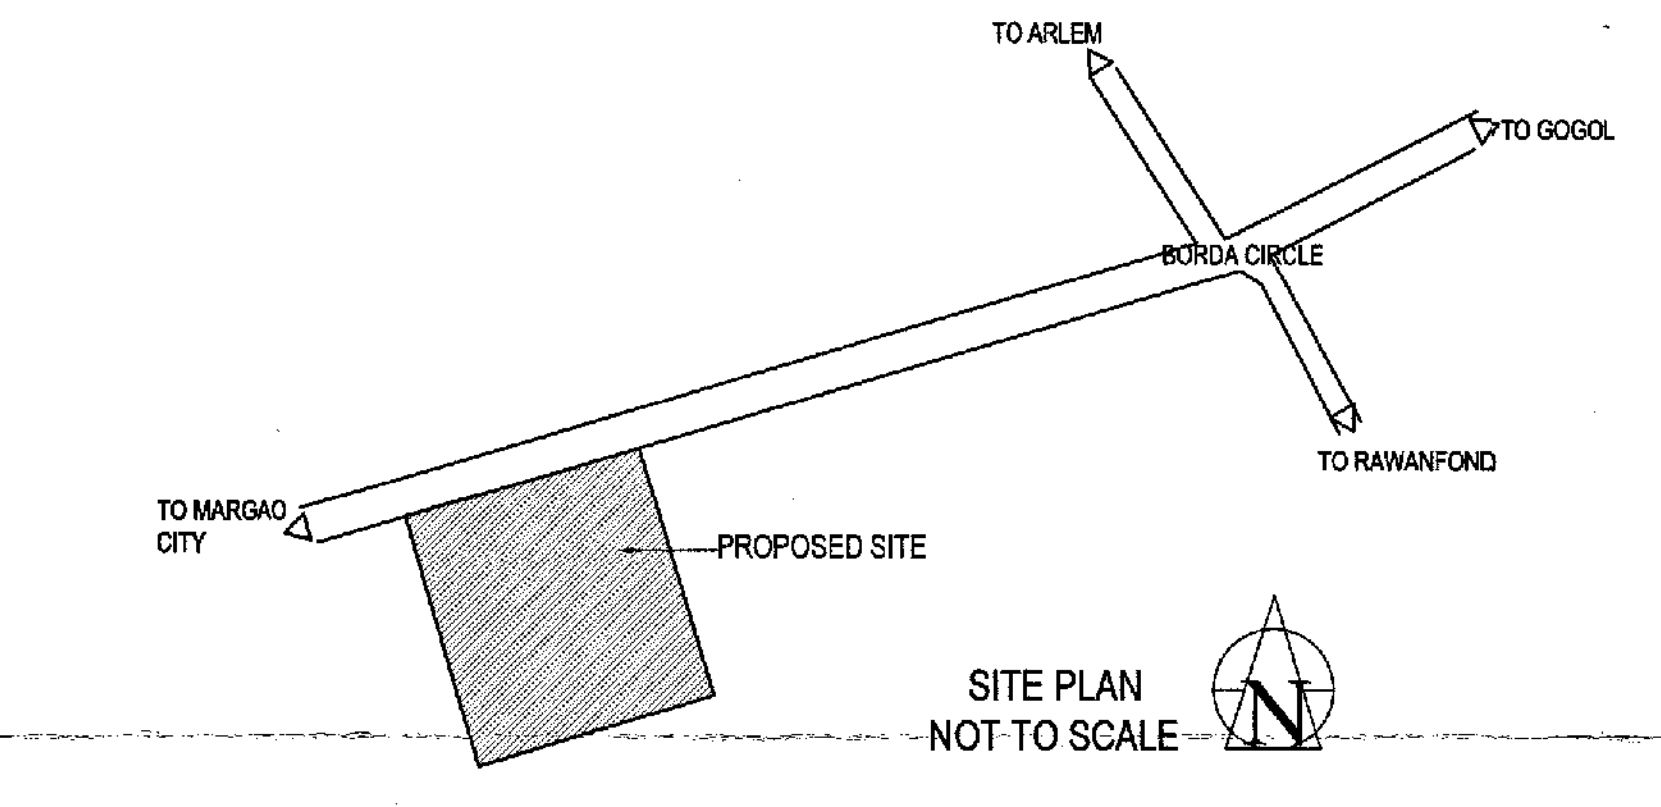 TO ARLEM
TO GOGOL
BORDA CIRCLE
TO RAWANFOND
TO MARGAO
CITY
PROPOSED SITE
SITE PLAN
NOT TO SCALE
N